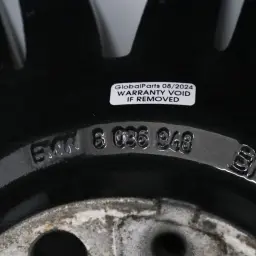 GlobalParts 08/2024
WARRANTY VOID
IF REMOVED
BMW 6 035 948